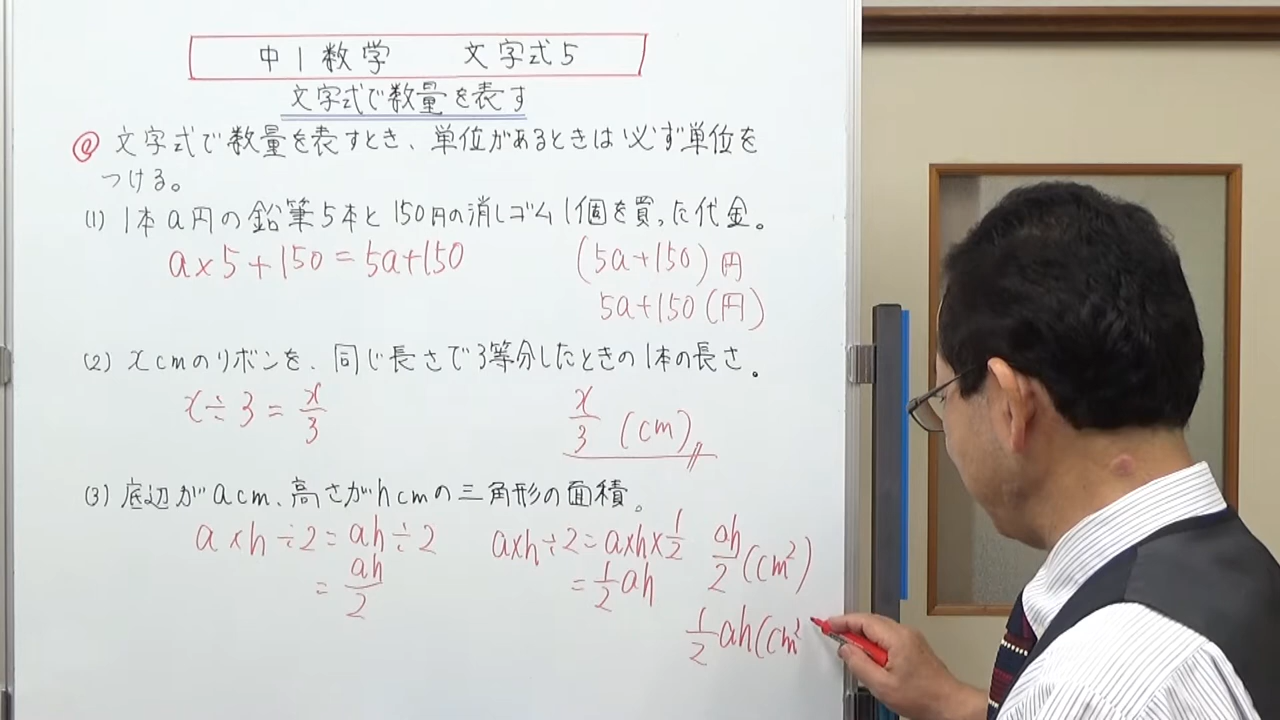 中1数学 文字式5
文字式で数量を表す
@ 文字式で数量を表すとき、単位があるときは必ず単位を
つける。
(1) 1本a円の鉛筆5本と150円の消しゴム1個を買った代金。
a×5+150=5a+150 (5a+150)円
5a+150(円)
(2) xcmのリボンを、同じ長さで3等分したときの1本の長さ。
x÷3=x/3 x/3 (cm)
(3) 底辺がacm、高さがhcmの三角形の面積。
a×h÷2=ah÷2 a×h÷2=a×h×1/2 ah/2(cm²)
=ah/2 =1/2ah
1/2ah(cm²